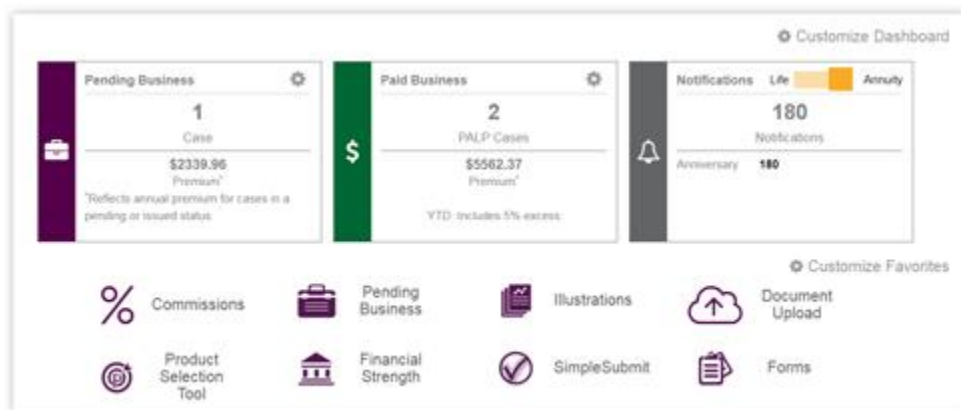 Customize Dashboard
Pending Business
1
Case
$2339.96
Premium*
*Reflects annual premium for cases in a
pending or issued status
$
Paid Business
2
PALP Cases
$5562.37
Premium*
YTD. Includes 5% excess.
Notifications Life Annuity
180
Notifications
Anniversary 180
Customize Favorites
% Commissions
Pending
Business
Illustrations
Document
Upload
Product
Selection
Tool
Financial
Strength
SimpleSubmit
Forms